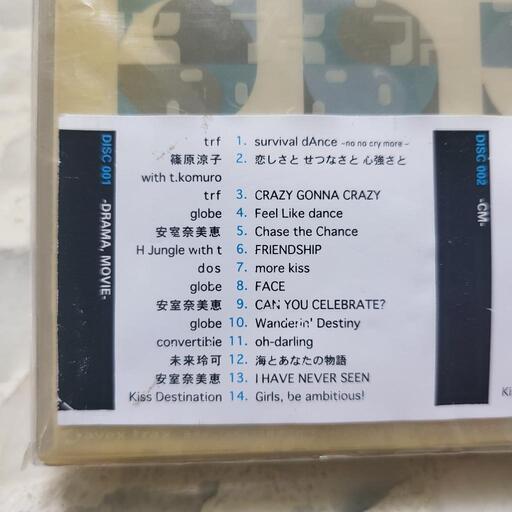 DISC 001
-DRAMA, MOVIE-
trf 1. survival dAnce ~no no cry more~
篠原涼子 2. 恋しさと せつなさと 心強さと
with t.komuro
trf 3. CRAZY GONNA CRAZY
globe 4. Feel Like dance
安室奈美恵 5. Chase the Chance
H Jungle with t 6. FRIENDSHIP
dos 7. more kiss
globe 8. FACE
安室奈美恵 9. CAN YOU CELEBRATE?
globe 10. Wanderin' Destiny
convertible 11. oh-darling
未来玲可 12. 海とあなたの物語
安室奈美恵 13. I HAVE NEVER SEEN
Kiss Destination 14. Girls, be ambitious!
DISC 002
-CM-